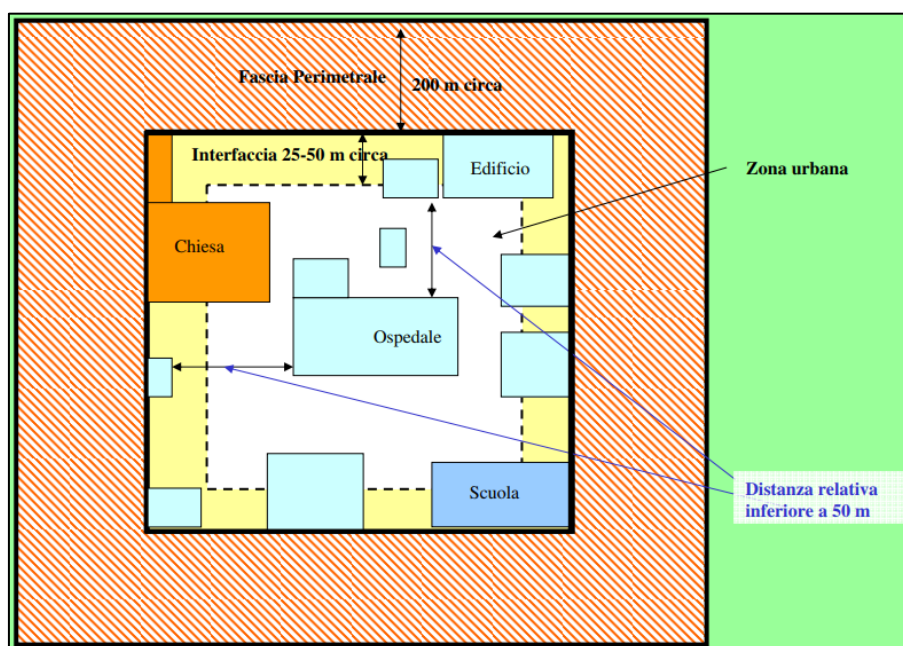 Fascia Perimetrale
200 m circa
Interfaccia 25-50 m circa
Edificio
Zona urbana
Chiesa
Ospedale
Scuola
Distanza relativa
inferiore a 50 m